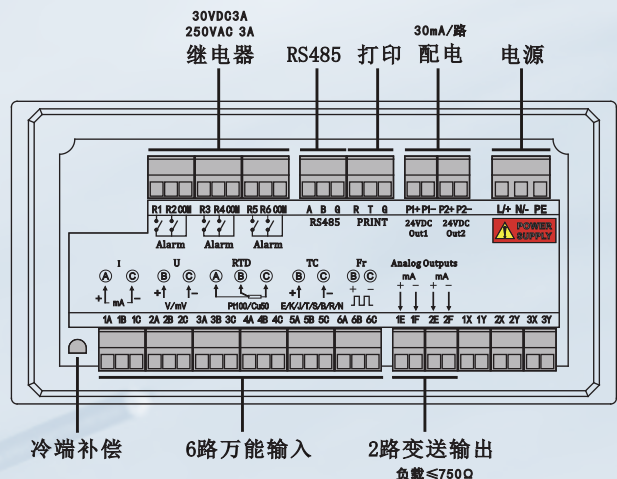 30VDC3A
250VAC 3A
继电器
RS485
打印
30mA/路
配电
电源
R1 R2 COM R3 R4 COM R5 R6 COM A B G R T G P1+ P1- P2+ P2- L/+ N/- PE
Alarm Alarm Alarm RS485 PRINT 24VDC Out1 24VDC Out2
POWER SUPPLY
I U RTD TC Fr Analog Outputs
A C B C A B C B C B C mA mA
+ mA - + - + - + - + - + -
V/mV Pt100/Cu50 E/K/J/T/S/B/R/N
1A 1B 1C 2A 2B 2C 3A 3B 3C 4A 4B 4C 5A 5B 5C 6A 6B 6C 1E 1F 2E 2F 1X 1Y 2X 2Y 3X 3Y
冷端补偿
6路万能输入
2路变送输出
负载≤750Ω